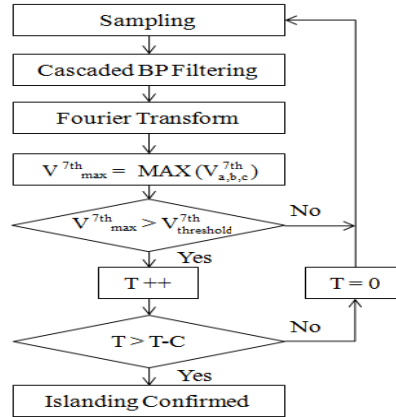 Sampling
Cascaded BP Filtering
Fourier Transform
V^7th_max = MAX (V^7th_a,b,c)
V^7th_max > V^7th_threshold
No
Yes
T ++
T = 0
T > T-C
No
Yes
Islanding Confirmed